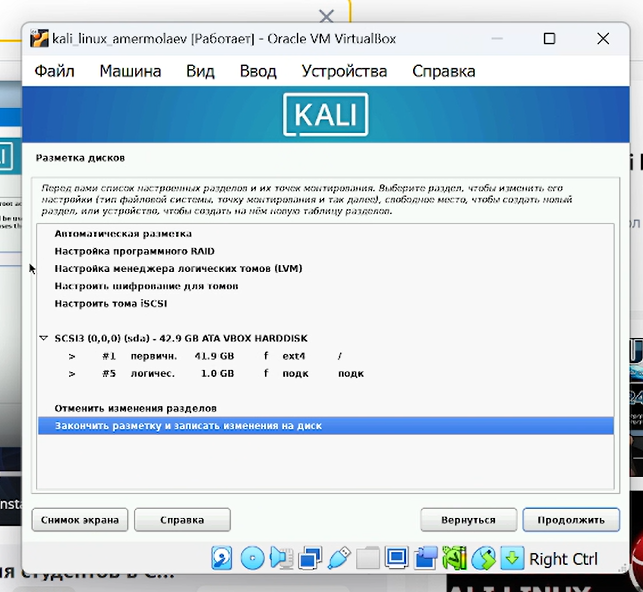 kali_linux_amermolaev [Работает] - Oracle VM VirtualBox
Файл Машина Вид Ввод Устройства Справка
KALI
Разметка дисков
Перед вами список настроенных разделов и их точек монтирования. Выберите раздел, чтобы изменить его
настройки (тип файловой системы, точку монтирования и так далее), свободное место, чтобы создать новый
раздел, или устройство, чтобы создать на нём новую таблицу разделов.
Автоматическая разметка
Настройка программного RAID
Настройка менеджера логических томов (LVM)
Настроить шифрование для томов
Настроить тома iSCSI
SCSI3 (0,0,0) (sda) - 42.9 GB ATA VBOX HARDDISK
> #1 первичн. 41.9 GB f ext4 /
> #5 логичес. 1.0 GB f подк подк
Отменить изменения разделов
Закончить разметку и записать изменения на диск
Снимок экрана Справка Вернуться Продолжить
Right Ctrl